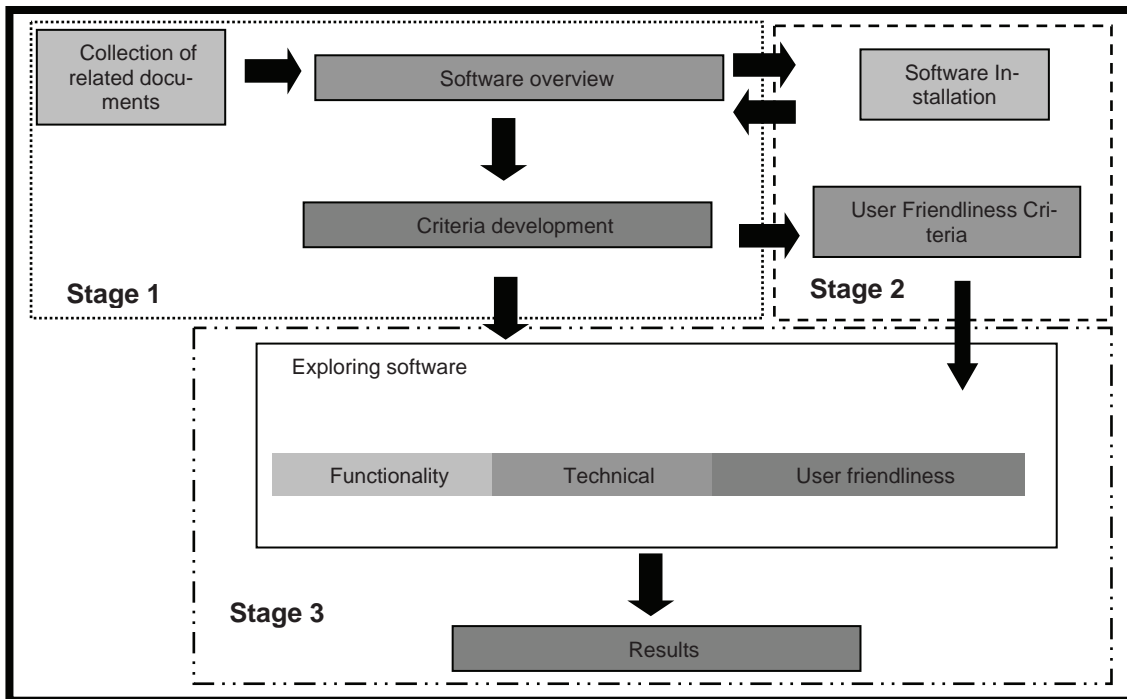 Collection of
related docu-
ments
Software overview
Software In-
stallation
Criteria development
User Friendliness Cri-
teria
Stage 1
Stage 2
Exploring software
Functionality
Technical
User friendliness
Stage 3
Results